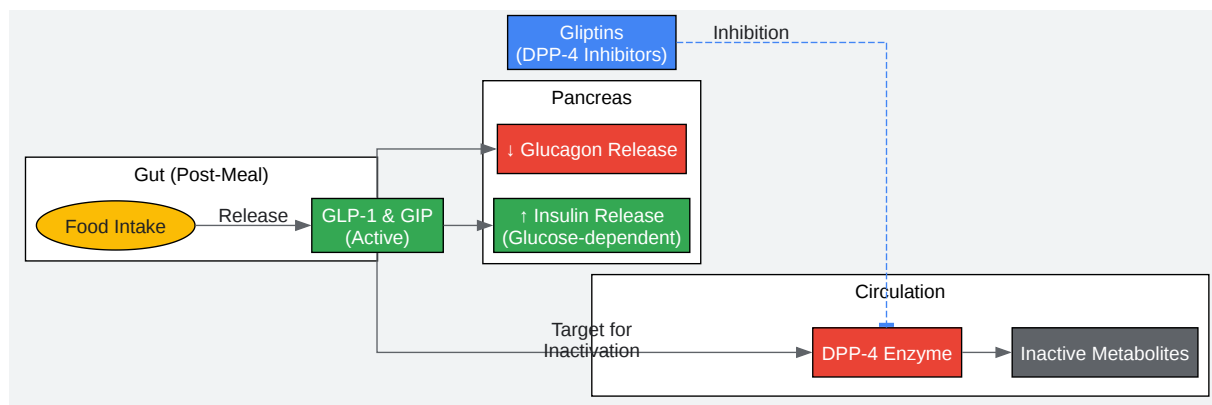 Gliptins
(DPP-4 Inhibitors)
Inhibition
Pancreas
↓ Glucagon Release
Gut (Post-Meal)
Food Intake
Release
GLP-1 & GIP
(Active)
↑ Insulin Release
(Glucose-dependent)
Circulation
Target for
Inactivation
DPP-4 Enzyme
Inactive Metabolites